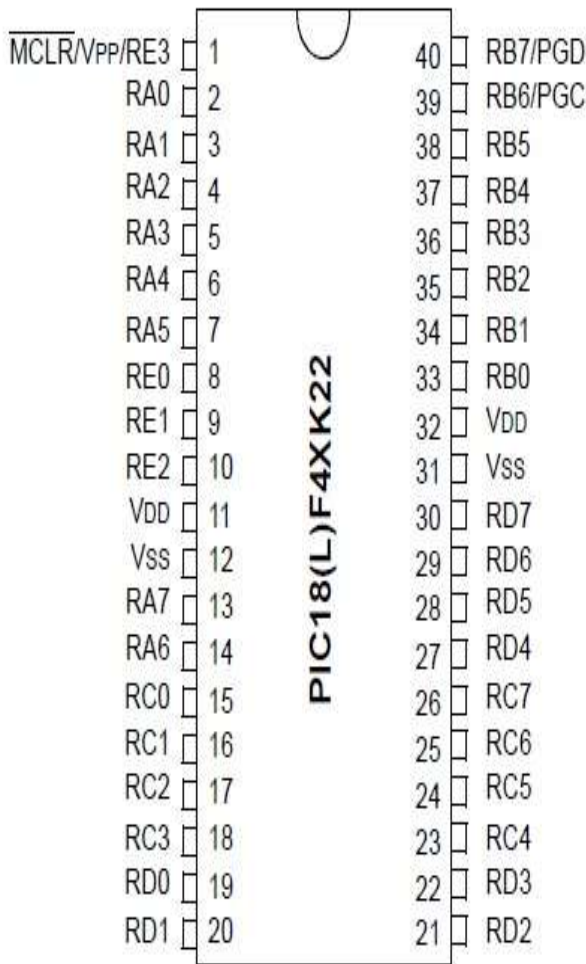 MCLR/VPP/RE3 1 40 RB7/PGD
RA0 2 39 RB6/PGC
RA1 3 38 RB5
RA2 4 37 RB4
RA3 5 36 RB3
RA4 6 35 RB2
RA5 7 34 RB1
RE0 8 33 RB0
RE1 9 32 VDD
RE2 10 31 VSS
VDD 11 30 RD7
VSS 12 29 RD6
RA7 13 28 RD5
RA6 14 27 RD4
RC0 15 26 RC7
RC1 16 25 RC6
RC2 17 24 RC5
RC3 18 23 RC4
RD0 19 22 RD3
RD1 20 21 RD2
PIC18(L)F4XK22